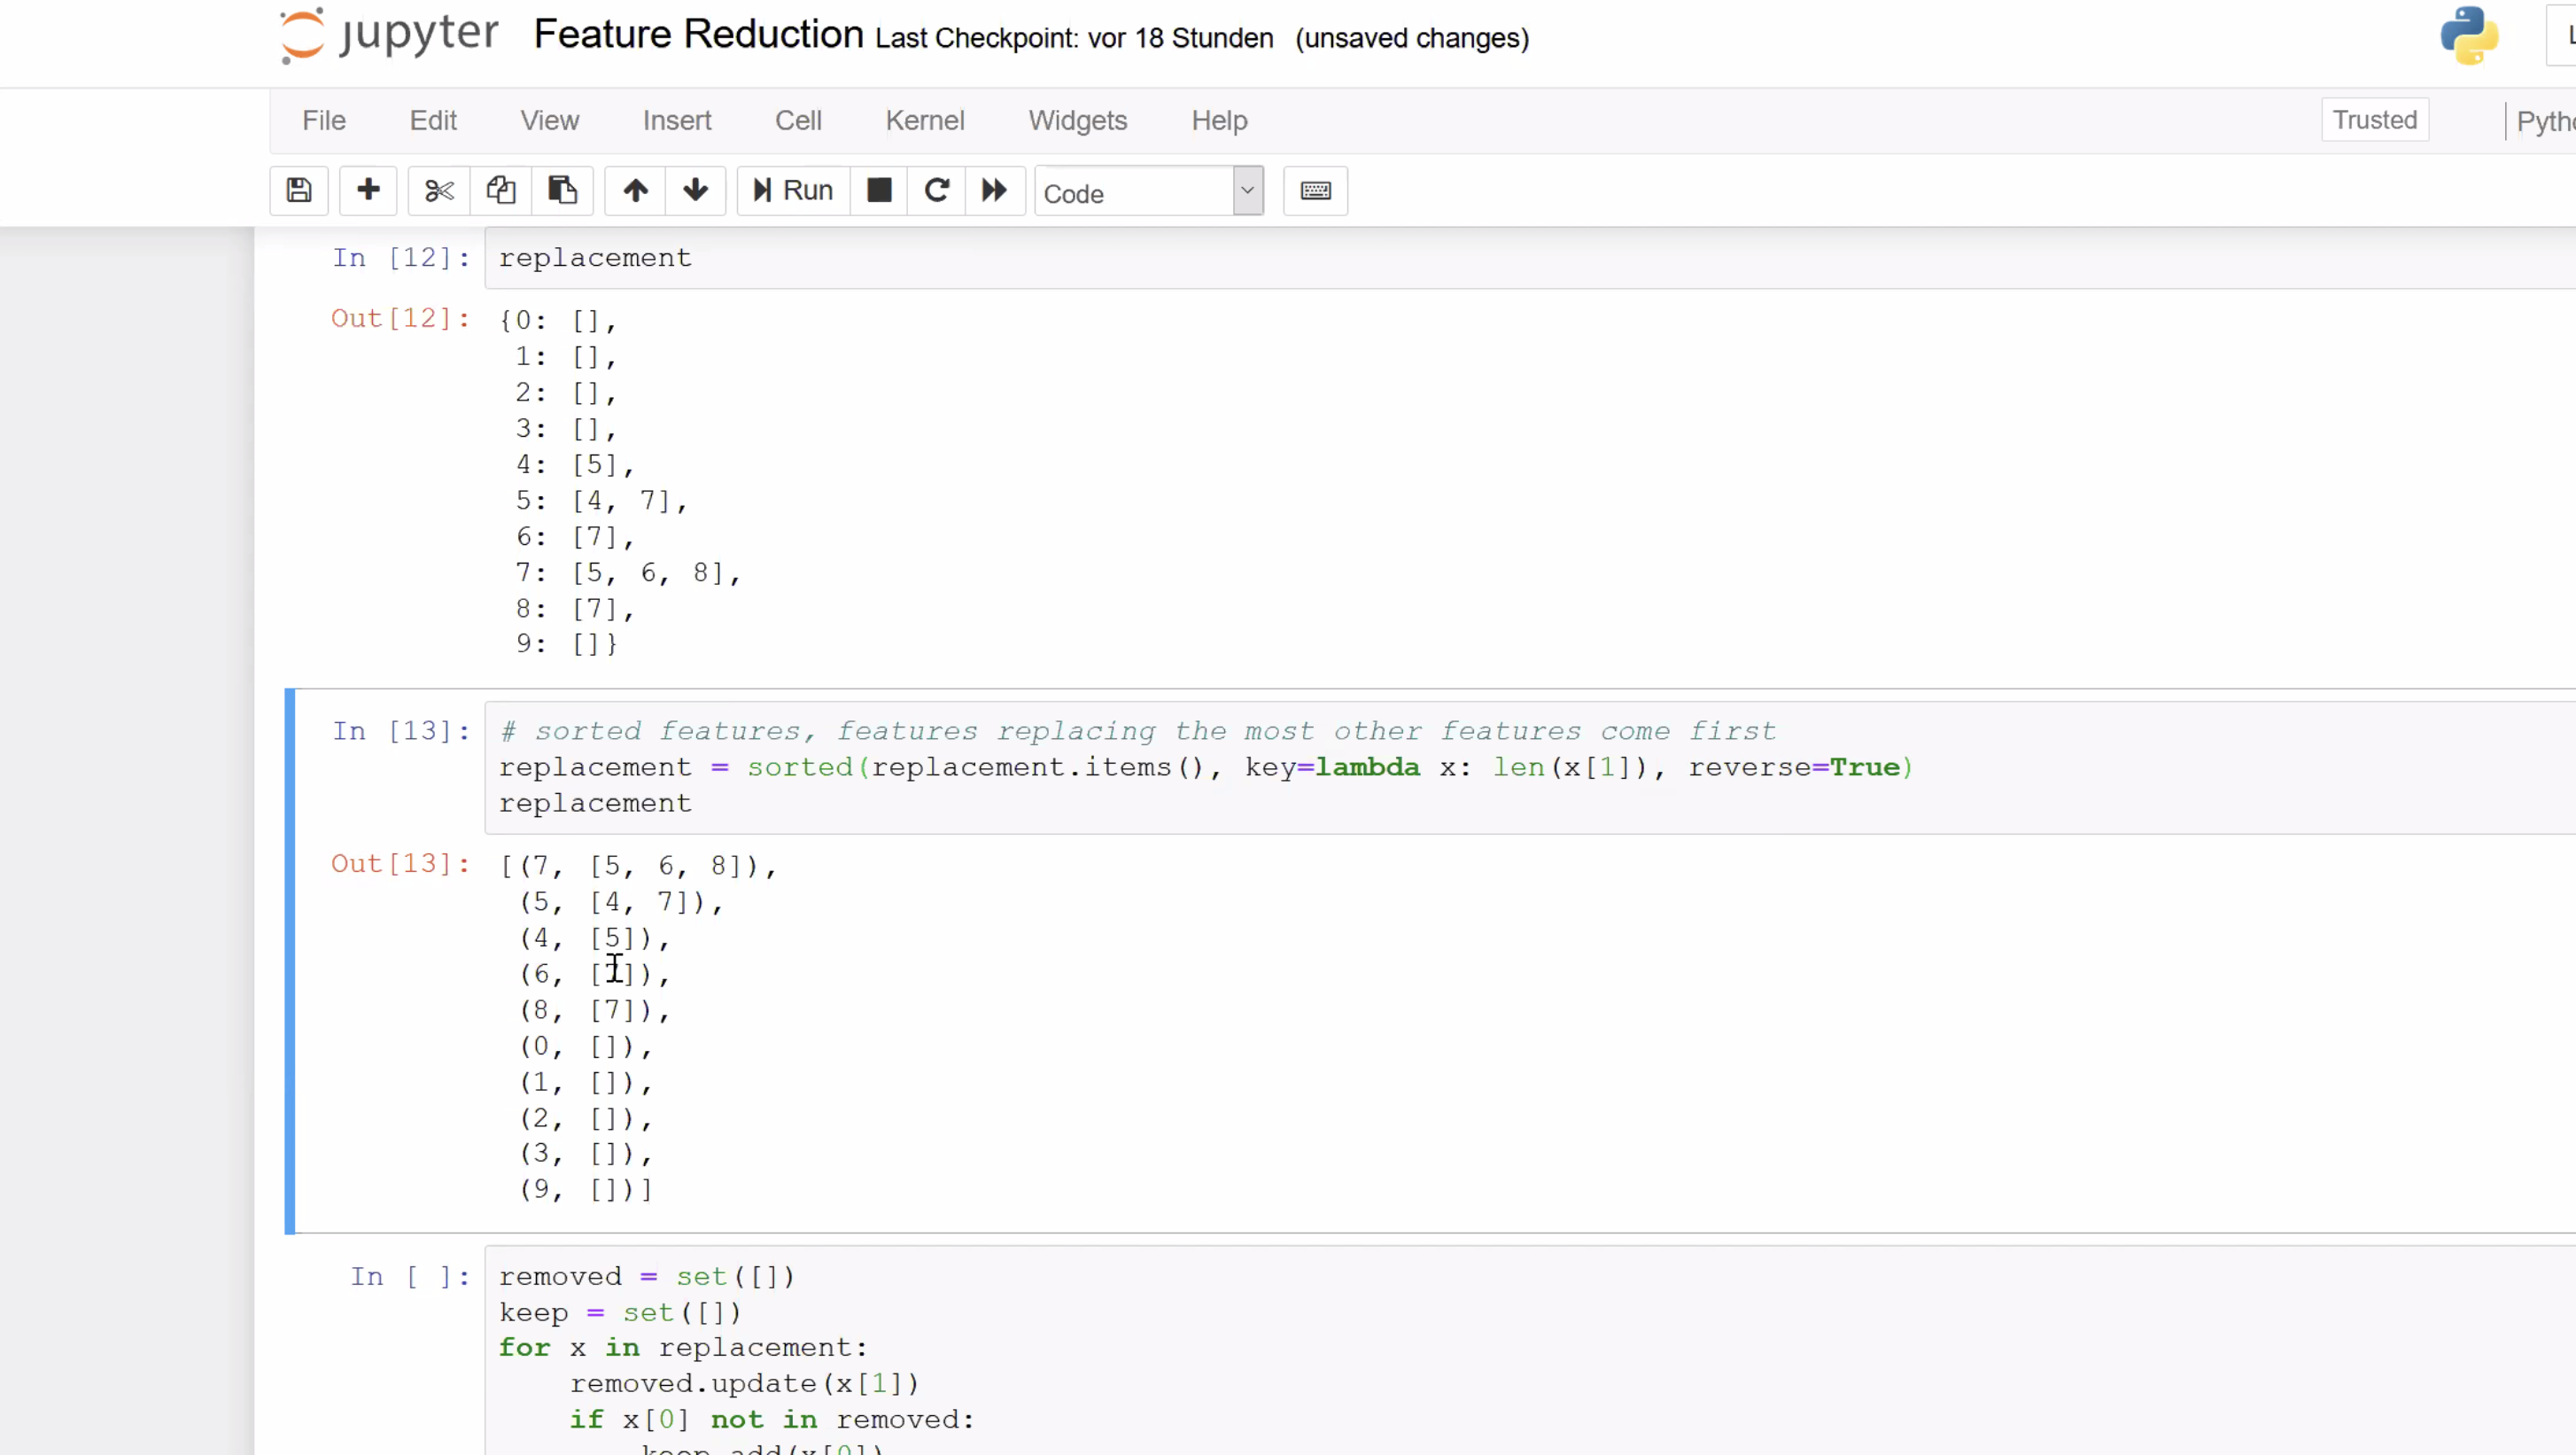 jupyter Feature Reduction Last Checkpoint: vor 18 Stunden (unsaved changes)
File Edit View Insert Cell Kernel Widgets Help Trusted
Run Code
In [12]: replacement
Out[12]: {0: [],
1: [],
2: [],
3: [],
4: [5],
5: [4, 7],
6: [7],
7: [5, 6, 8],
8: [7],
9: []}
In [13]: # sorted features, features replacing the most other features come first
replacement = sorted(replacement.items(), key=lambda x: len(x[1]), reverse=True)
replacement
Out[13]: [(7, [5, 6, 8]),
(5, [4, 7]),
(4, [5]),
(6, [7]),
(8, [7]),
(0, []),
(1, []),
(2, []),
(3, []),
(9, [])]
In [ ]: removed = set([])
keep = set([])
for x in replacement:
removed.update(x[1])
if x[0] not in removed:
keep.add(x[0])